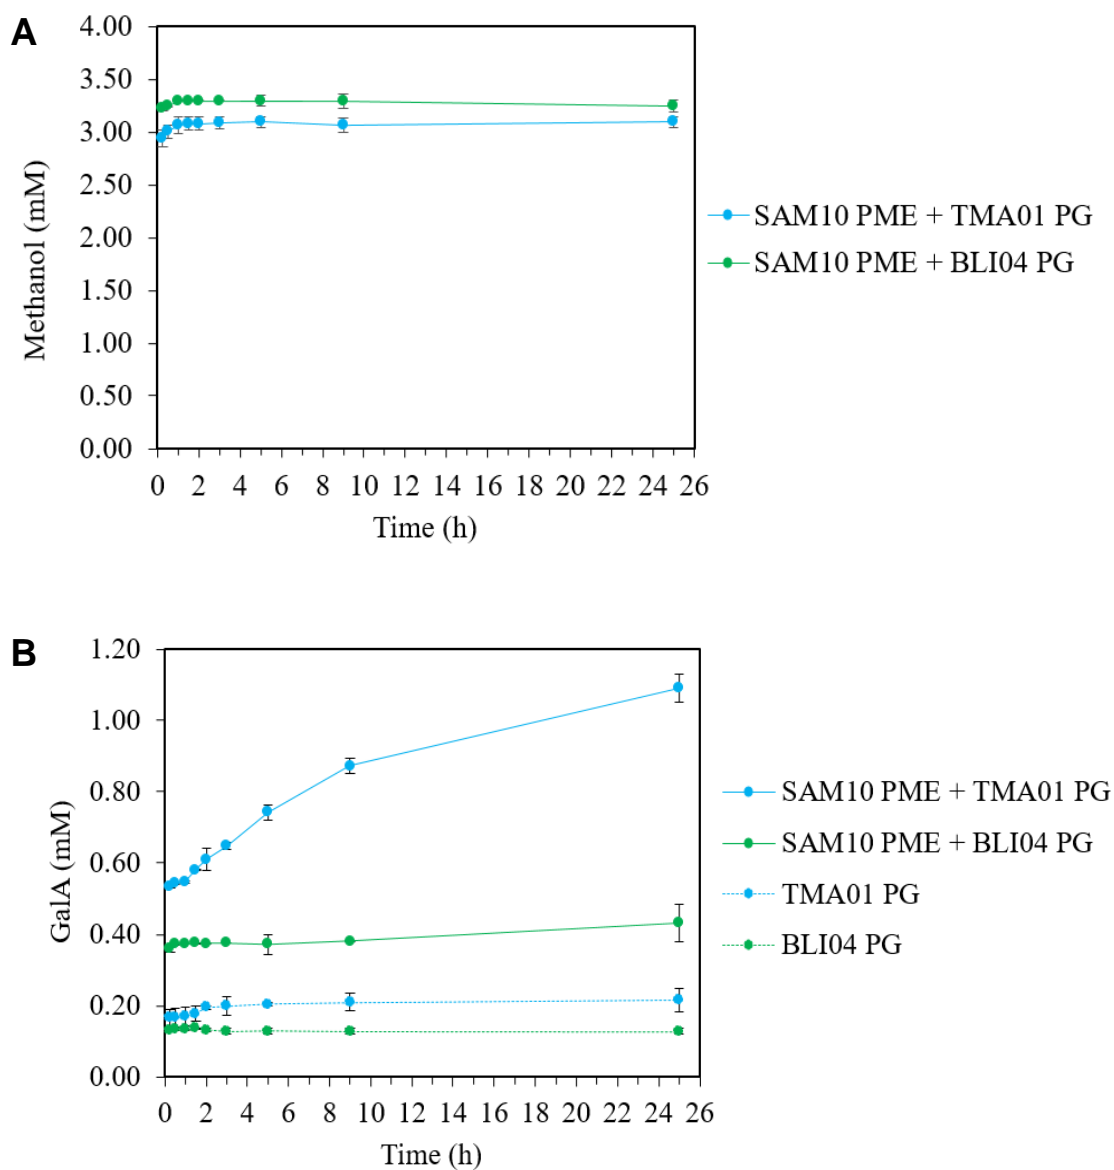 A
4.00
3.50
3.00
2.50
2.00
1.50
1.00
0.50
0.00
Methanol (mM)
0 2 4 6 8 10 12 14 16 18 20 22 24 26
Time (h)
SAM10 PME + TMA01 PG
SAM10 PME + BLI04 PG
B
1.20
1.00
0.80
0.60
0.40
0.20
0.00
GalA (mM)
0 2 4 6 8 10 12 14 16 18 20 22 24 26
Time (h)
SAM10 PME + TMA01 PG
SAM10 PME + BLI04 PG
TMA01 PG
BLI04 PG